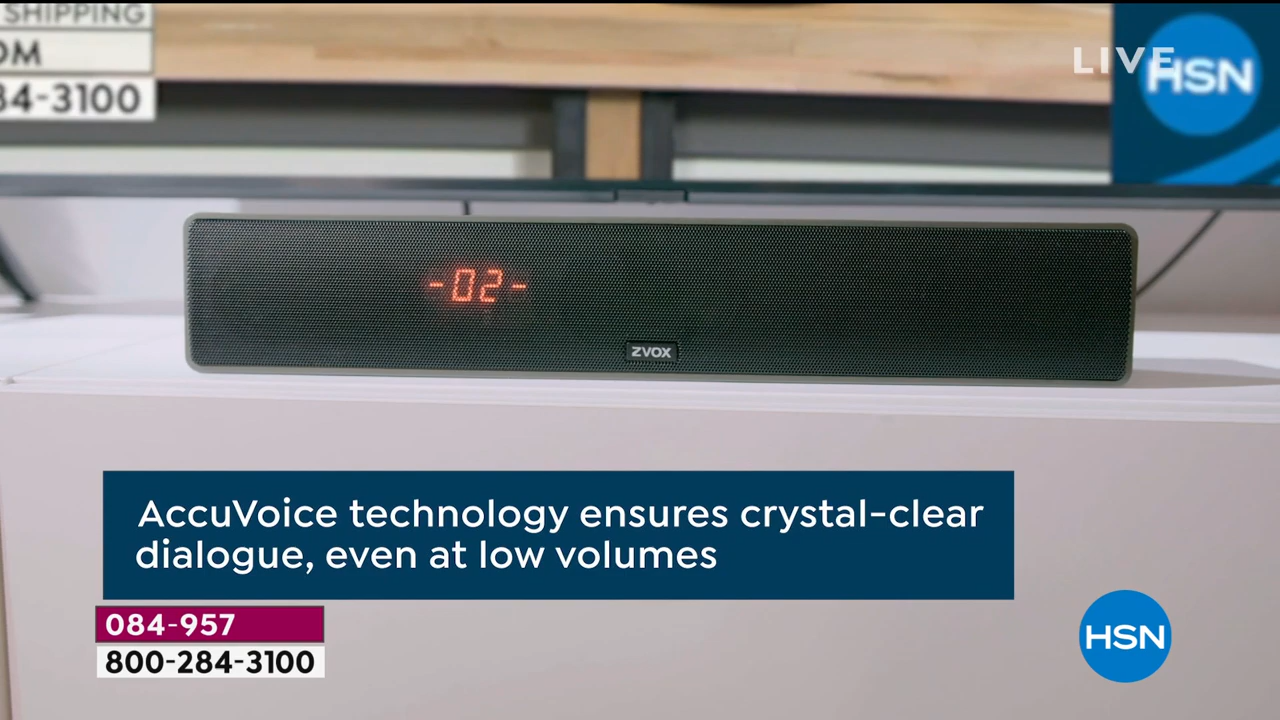 SHIPPING
OM
84-3100
LIVE
HSN
-02-
ZVOX
AccuVoice technology ensures crystal-clear
dialogue, even at low volumes
084-957
800-284-3100
HSN